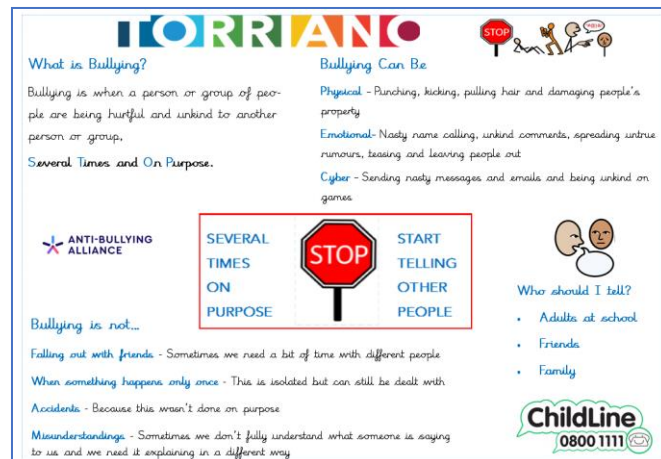 TORRIANO
STOP
What is Bullying?
Bullying is when a person or group of peo-
ple are being hurtful and unkind to another
person or group,
Several Times and On Purpose.
Bullying Can Be
Physical - Punching, kicking, pulling hair and damaging people's
property
Emotional- Nasty name calling, unkind comments, spreading untrue
rumours, teasing and leaving people out
Cyber - Sending nasty messages and emails and being unkind on
games
ANTI-BULLYING
ALLIANCE
SEVERAL
TIMES
ON
PURPOSE
STOP
START
TELLING
OTHER
PEOPLE
Who should I tell?
• Adults at school
• Friends
• Family
Bullying is not...
Falling out with friends - Sometimes we need a bit of time with different people
When something happens only once - This is isolated but can still be dealt with
Accidents - Because this wasn't done on purpose
Misunderstandings - Sometimes we don't fully understand what someone is saying
to us and we need it explaining in a different way
ChildLine
0800 1111